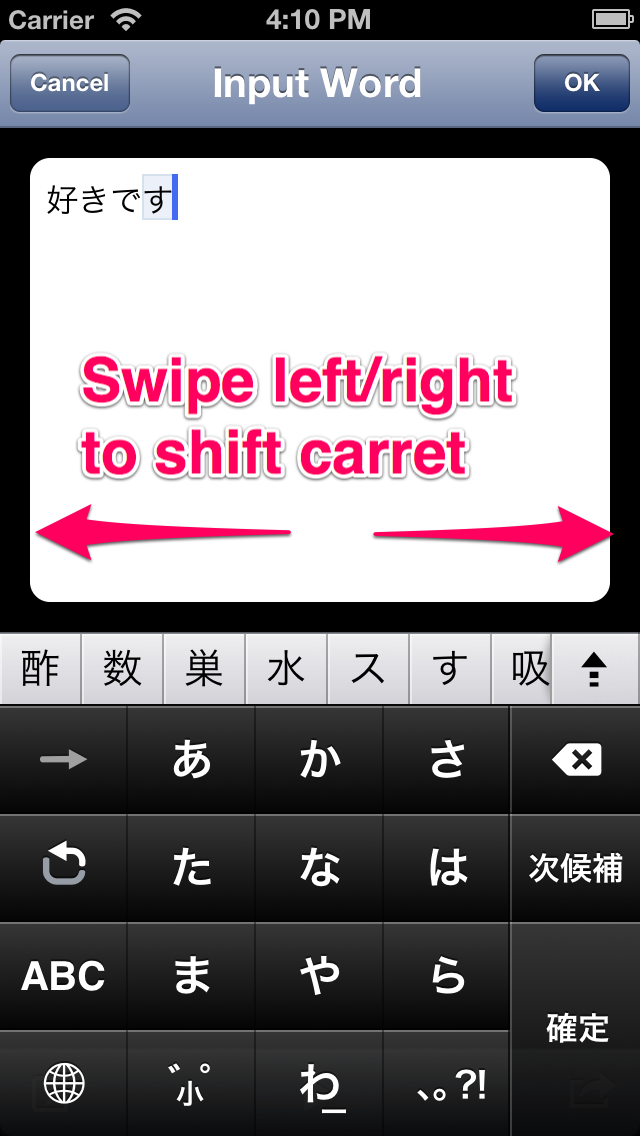 Carrier 4:10 PM
Cancel Input Word OK
好きです
Swipe left/right
to shift carret
酢 数 巣 水 ス す 吸
→ あ か さ
た な は 次候補
ABC ま や ら
確定
゛゜小 わ_ 、。?!